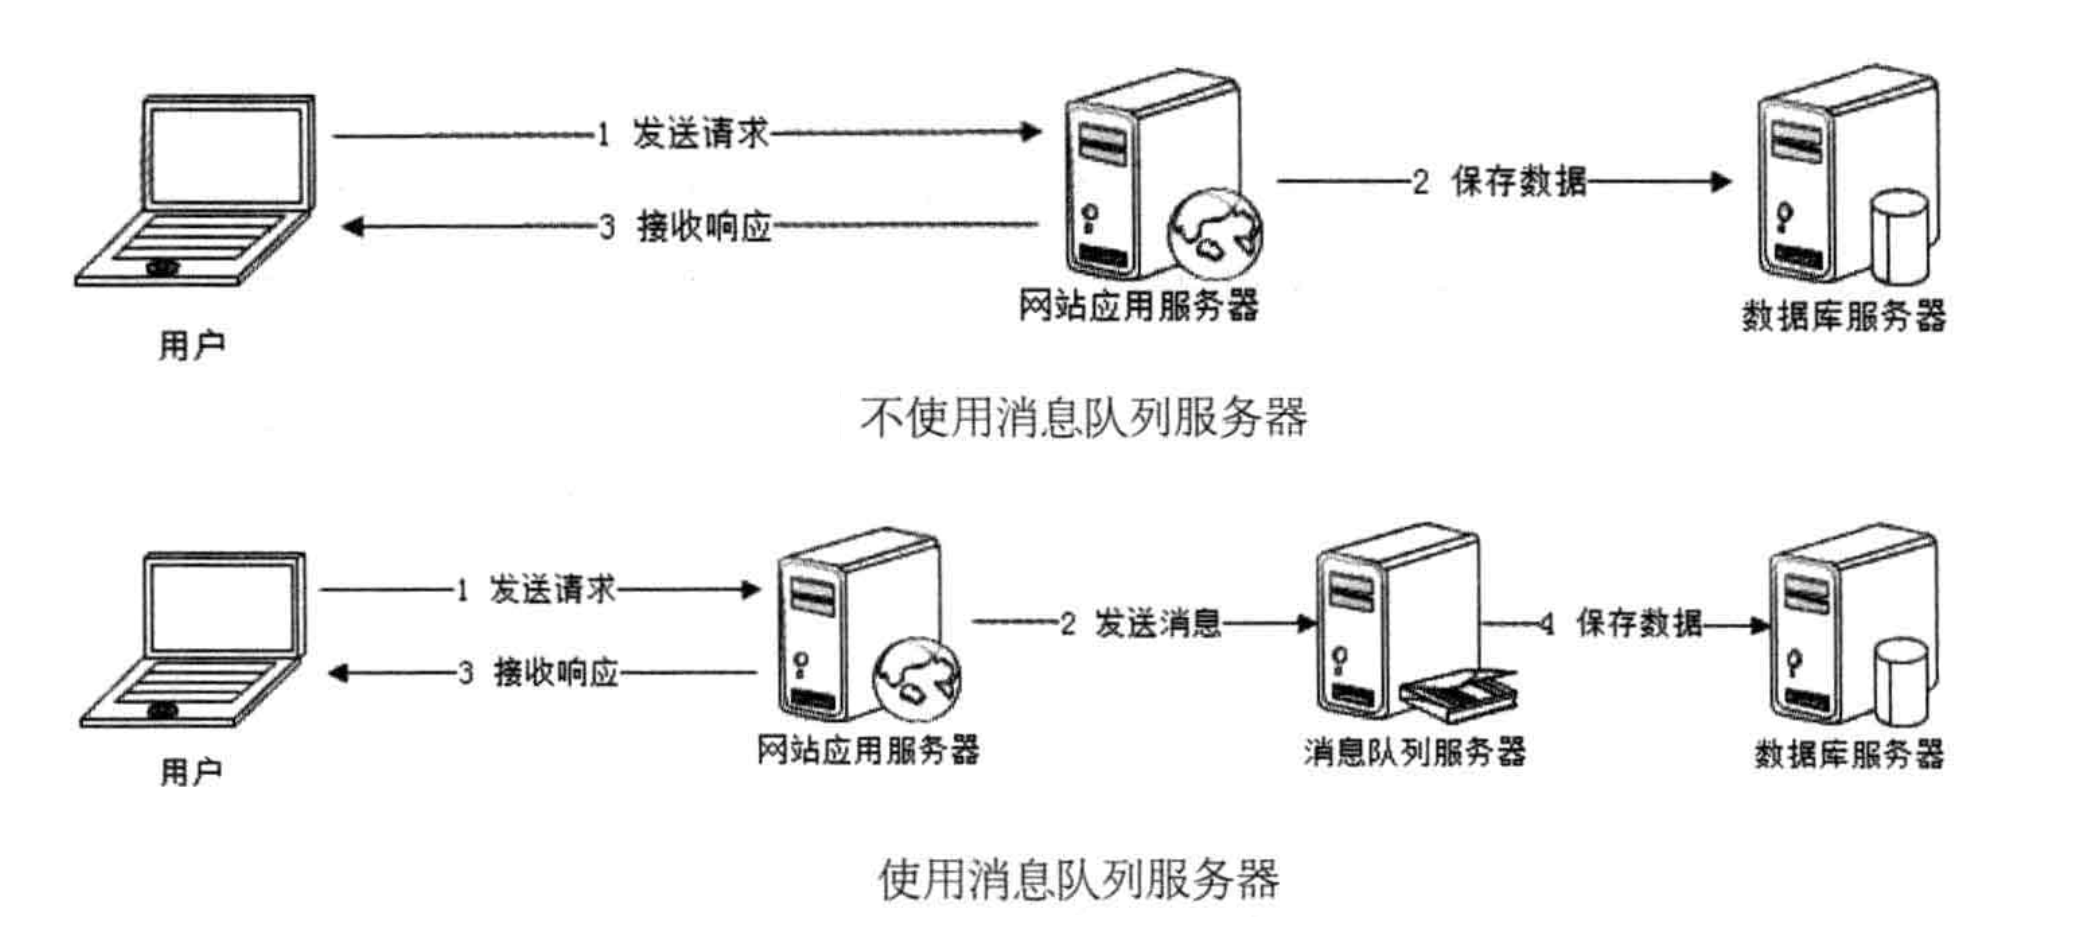 1 发送请求
2 保存数据
3 接收响应
网站应用服务器
数据库服务器
用户
不使用消息队列服务器
1 发送请求
2 发送消息
4 保存数据
3 接收响应
网站应用服务器
消息队列服务器
数据库服务器
用户
使用消息队列服务器